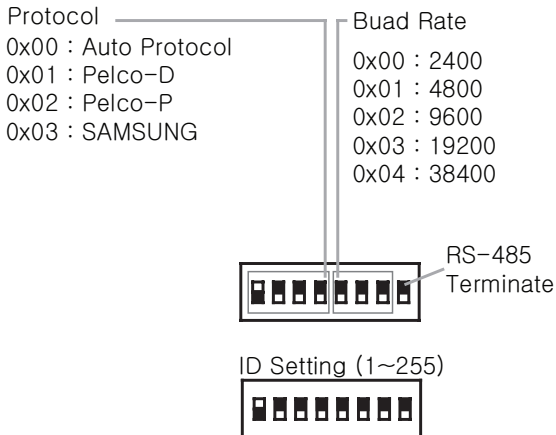 Protocol
0x00 : Auto Protocol
0x01 : Pelco-D
0x02 : Pelco-P
0x03 : SAMSUNG
Buad Rate
0x00 : 2400
0x01 : 4800
0x02 : 9600
0x03 : 19200
0x04 : 38400
RS-485
Terminate
ID Setting (1~255)